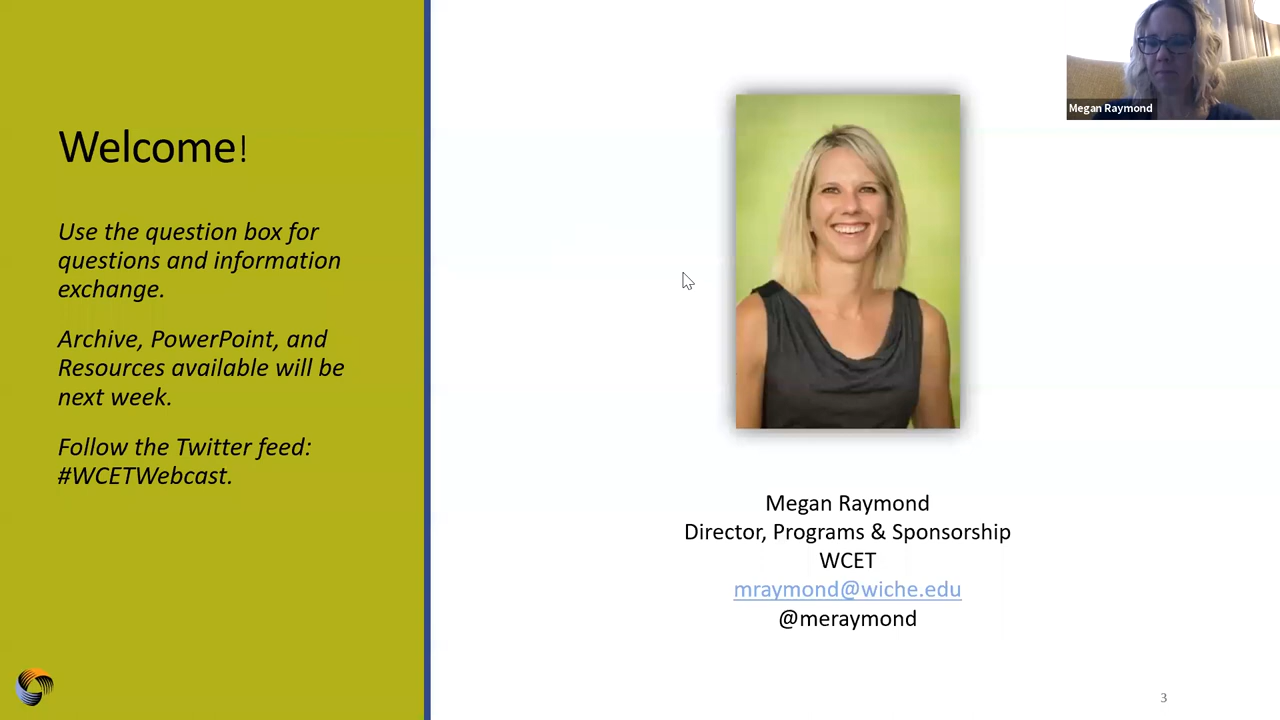 Welcome!
Use the question box for
questions and information
exchange.
Archive, PowerPoint, and
Resources available will be
next week.
Follow the Twitter feed:
#WCETWebcast.
Megan Raymond
Megan Raymond
Director, Programs & Sponsorship
WCET
mraymond@wiche.edu
@meraymond
3